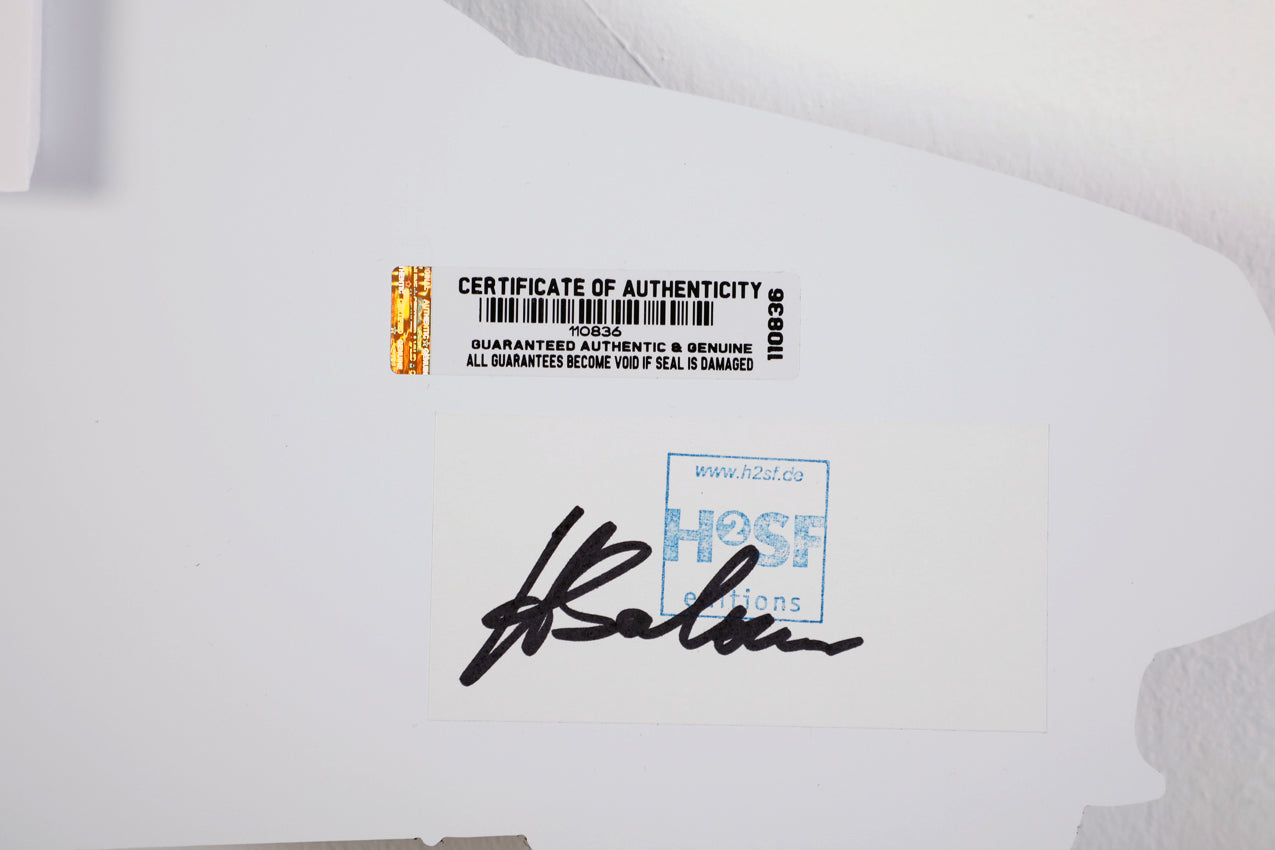 CERTIFICATE OF AUTHENTICITY
110836
GUARANTEED AUTHENTIC & GENUINE
ALL GUARANTEES BECOME VOID IF SEAL IS DAMAGED
110836
www.h2sf.de
H2SF
editions